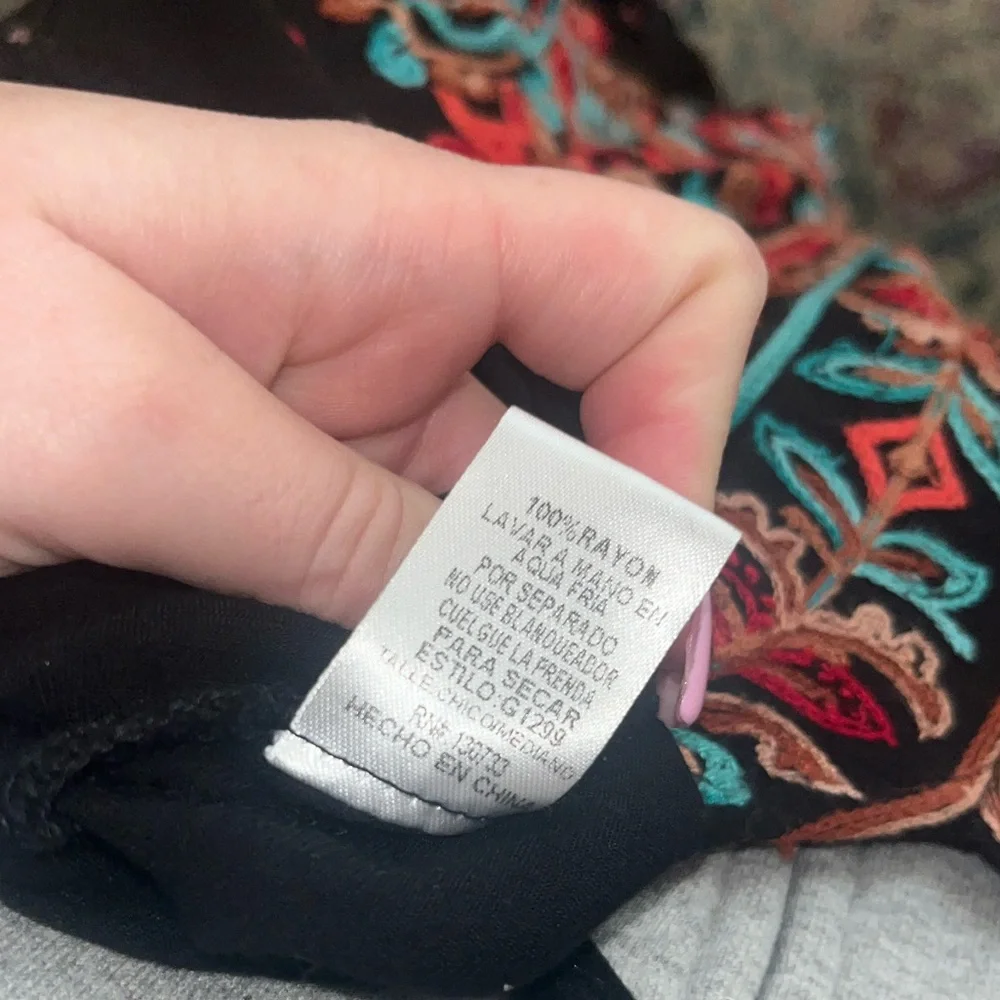 100%RAYON
LAVAR A MANO EN
AQUA FRIA
POR SEPARADO
NO USE BLANQUEADOR
CUELGUE LA PRENDA
PARA SECAR
ESTILO:G1299
TALLE CHICO/MEDIANO
RN# 130733
HECHO EN CHINA